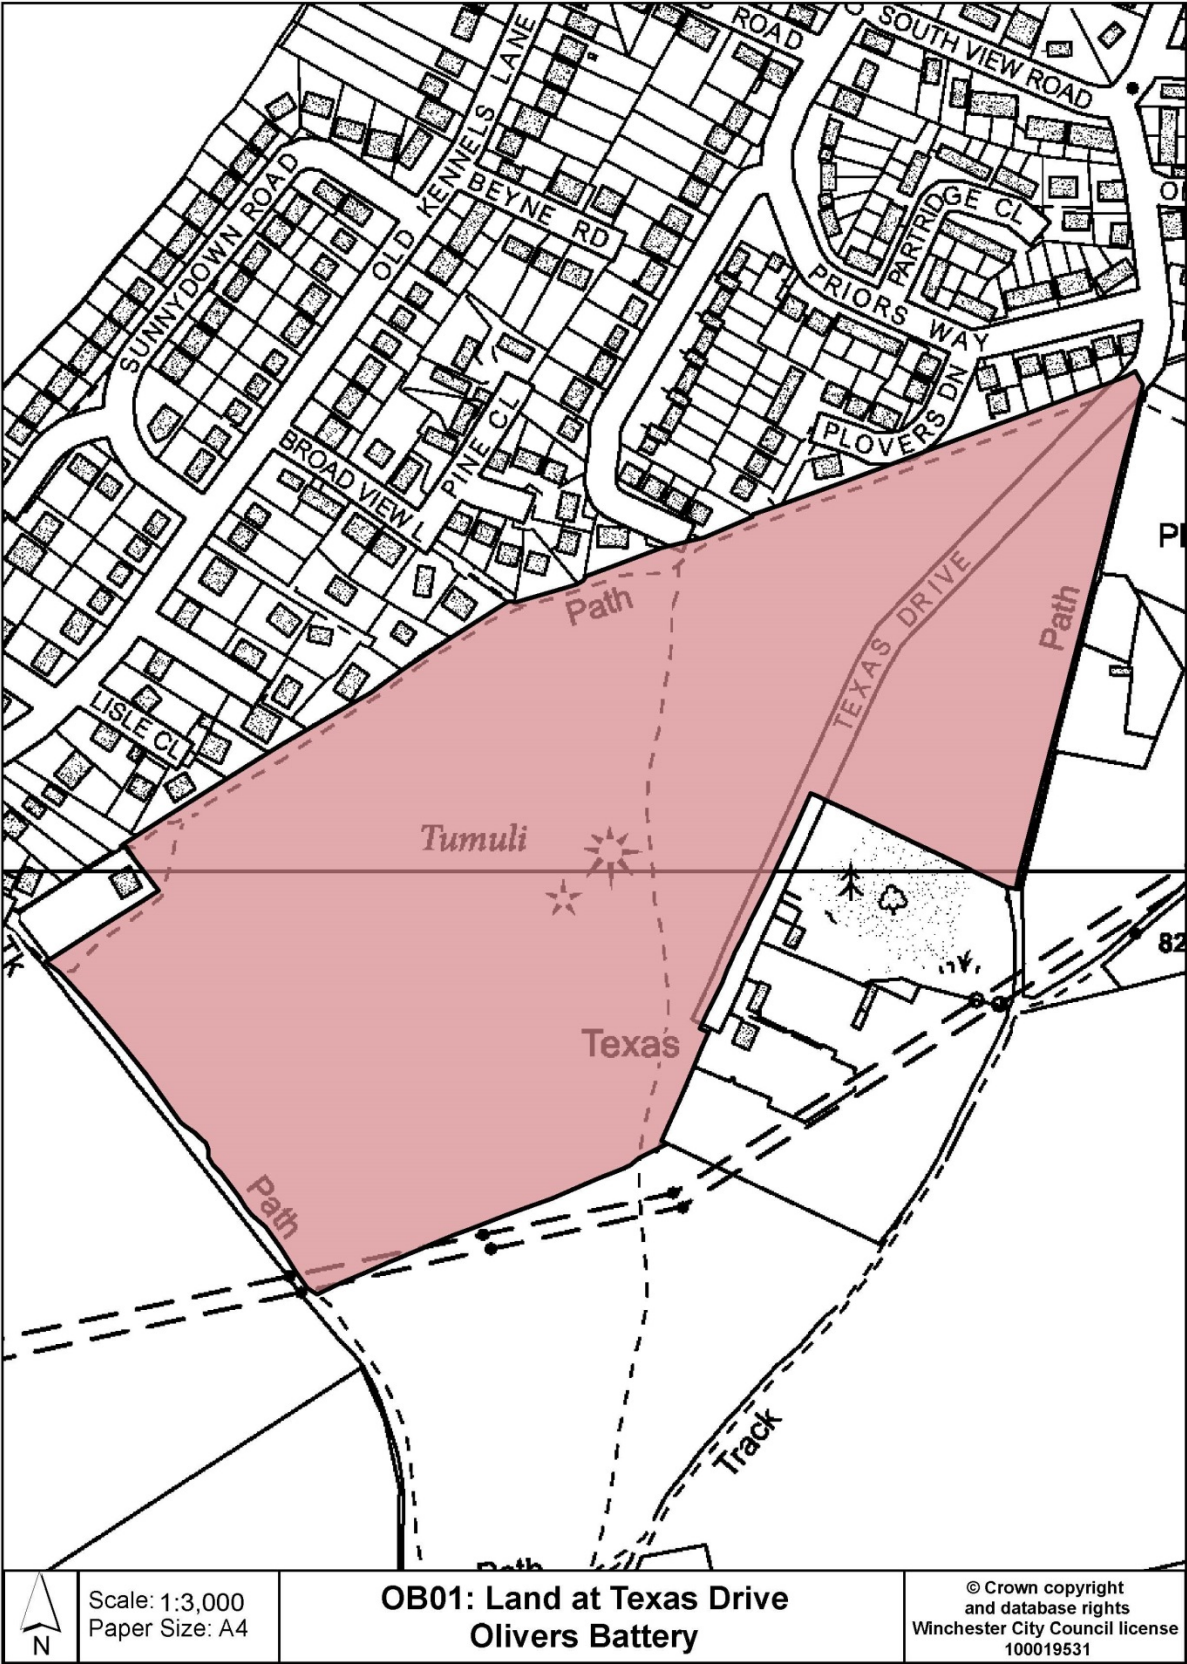 ROAD
SOUTH VIEW ROAD
OLD KENNELS LANE
BEYNE RD
SUNNYDOWN ROAD
PARTRIDGE CL
PRIORS WAY
PLOVERS DN
PINE CL
BROAD VIEW L
LISLE CL
Path
TEXAS DRIVE
Path
Tumuli
82
Texas
Path
Track
Path
N
Scale: 1:3,000
Paper Size: A4
OB01: Land at Texas Drive
Olivers Battery
© Crown copyright
and database rights
Winchester City Council license
100019531